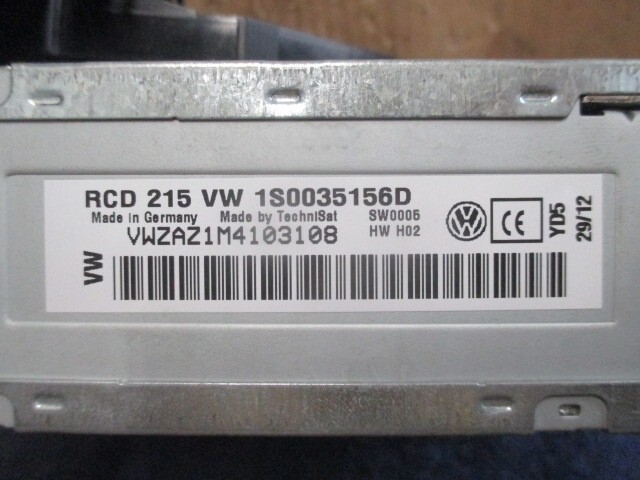 RCD 215 VW 1S0035156D
Made in Germany Made by TechniSat SW0005
VWZAZ1M4103108 HW H02
VW
CE
YD5
29/12